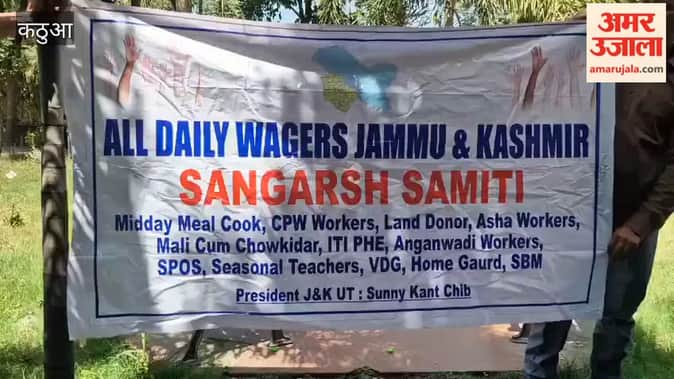 कठुआ
अमर
उजाला
amarujala.com
ALL DAILY WAGERS JAMMU & KASHMIR
SANGARSH SAMITI
Midday Meal Cook, CPW Workers, Land Donor, Asha Workers,
Mali Cum Chowkidar, ITI PHE, Anganwadi Workers,
SPOS, Seasonal Teachers, VDG, Home Gaurd, SBM
President J&K UT : Sunny Kant Chib